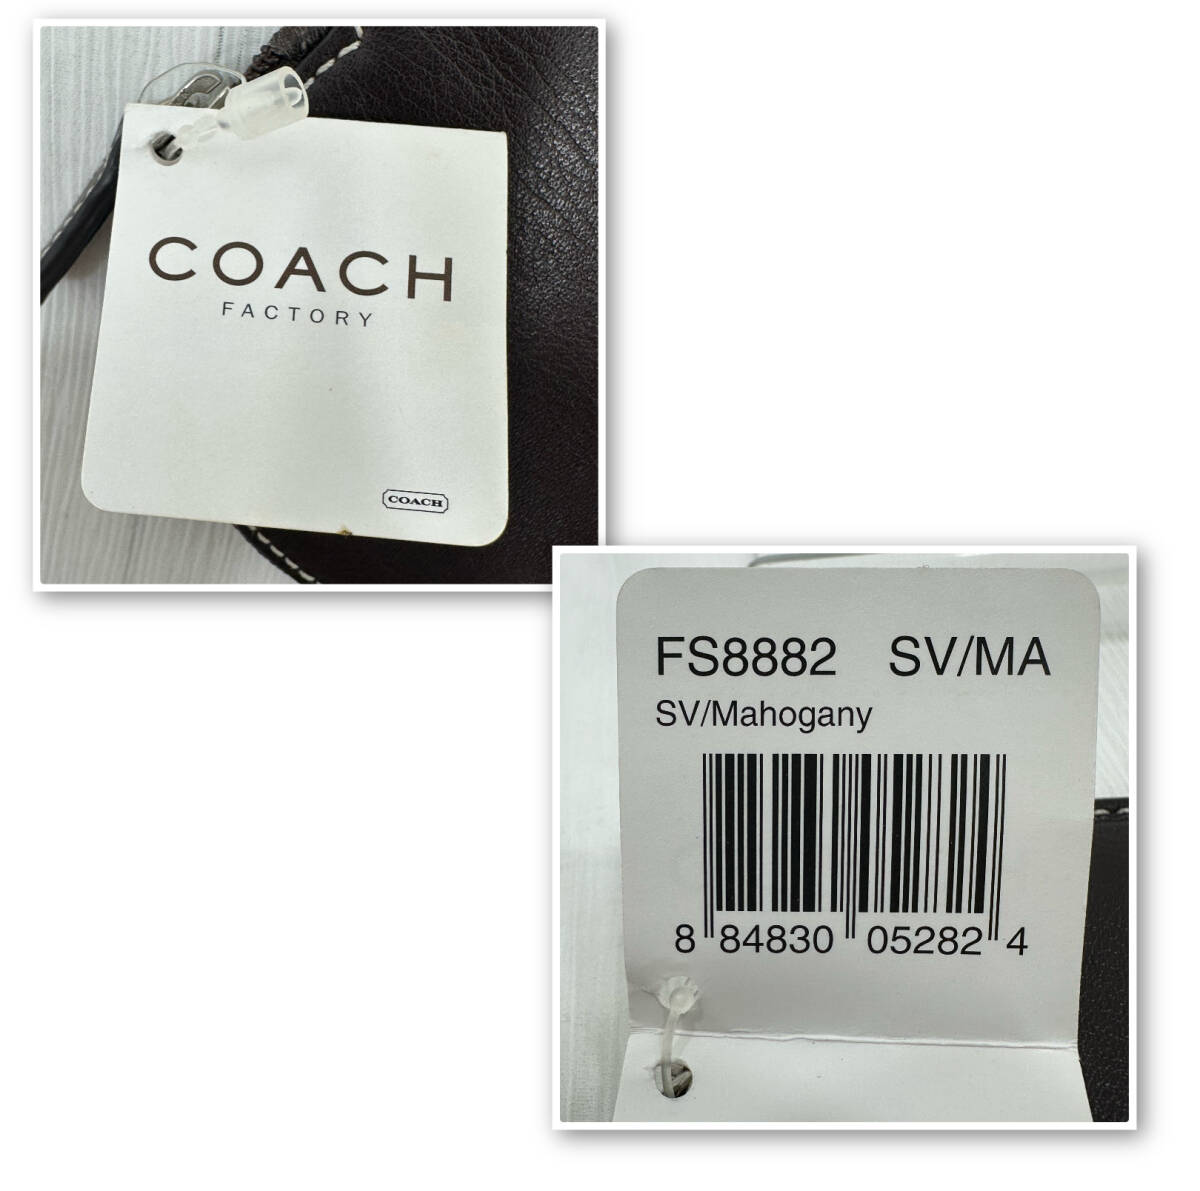 COACH
FACTORY
COACH
FS8882 SV/MA
SV/Mahogany
8 84830 05282 4